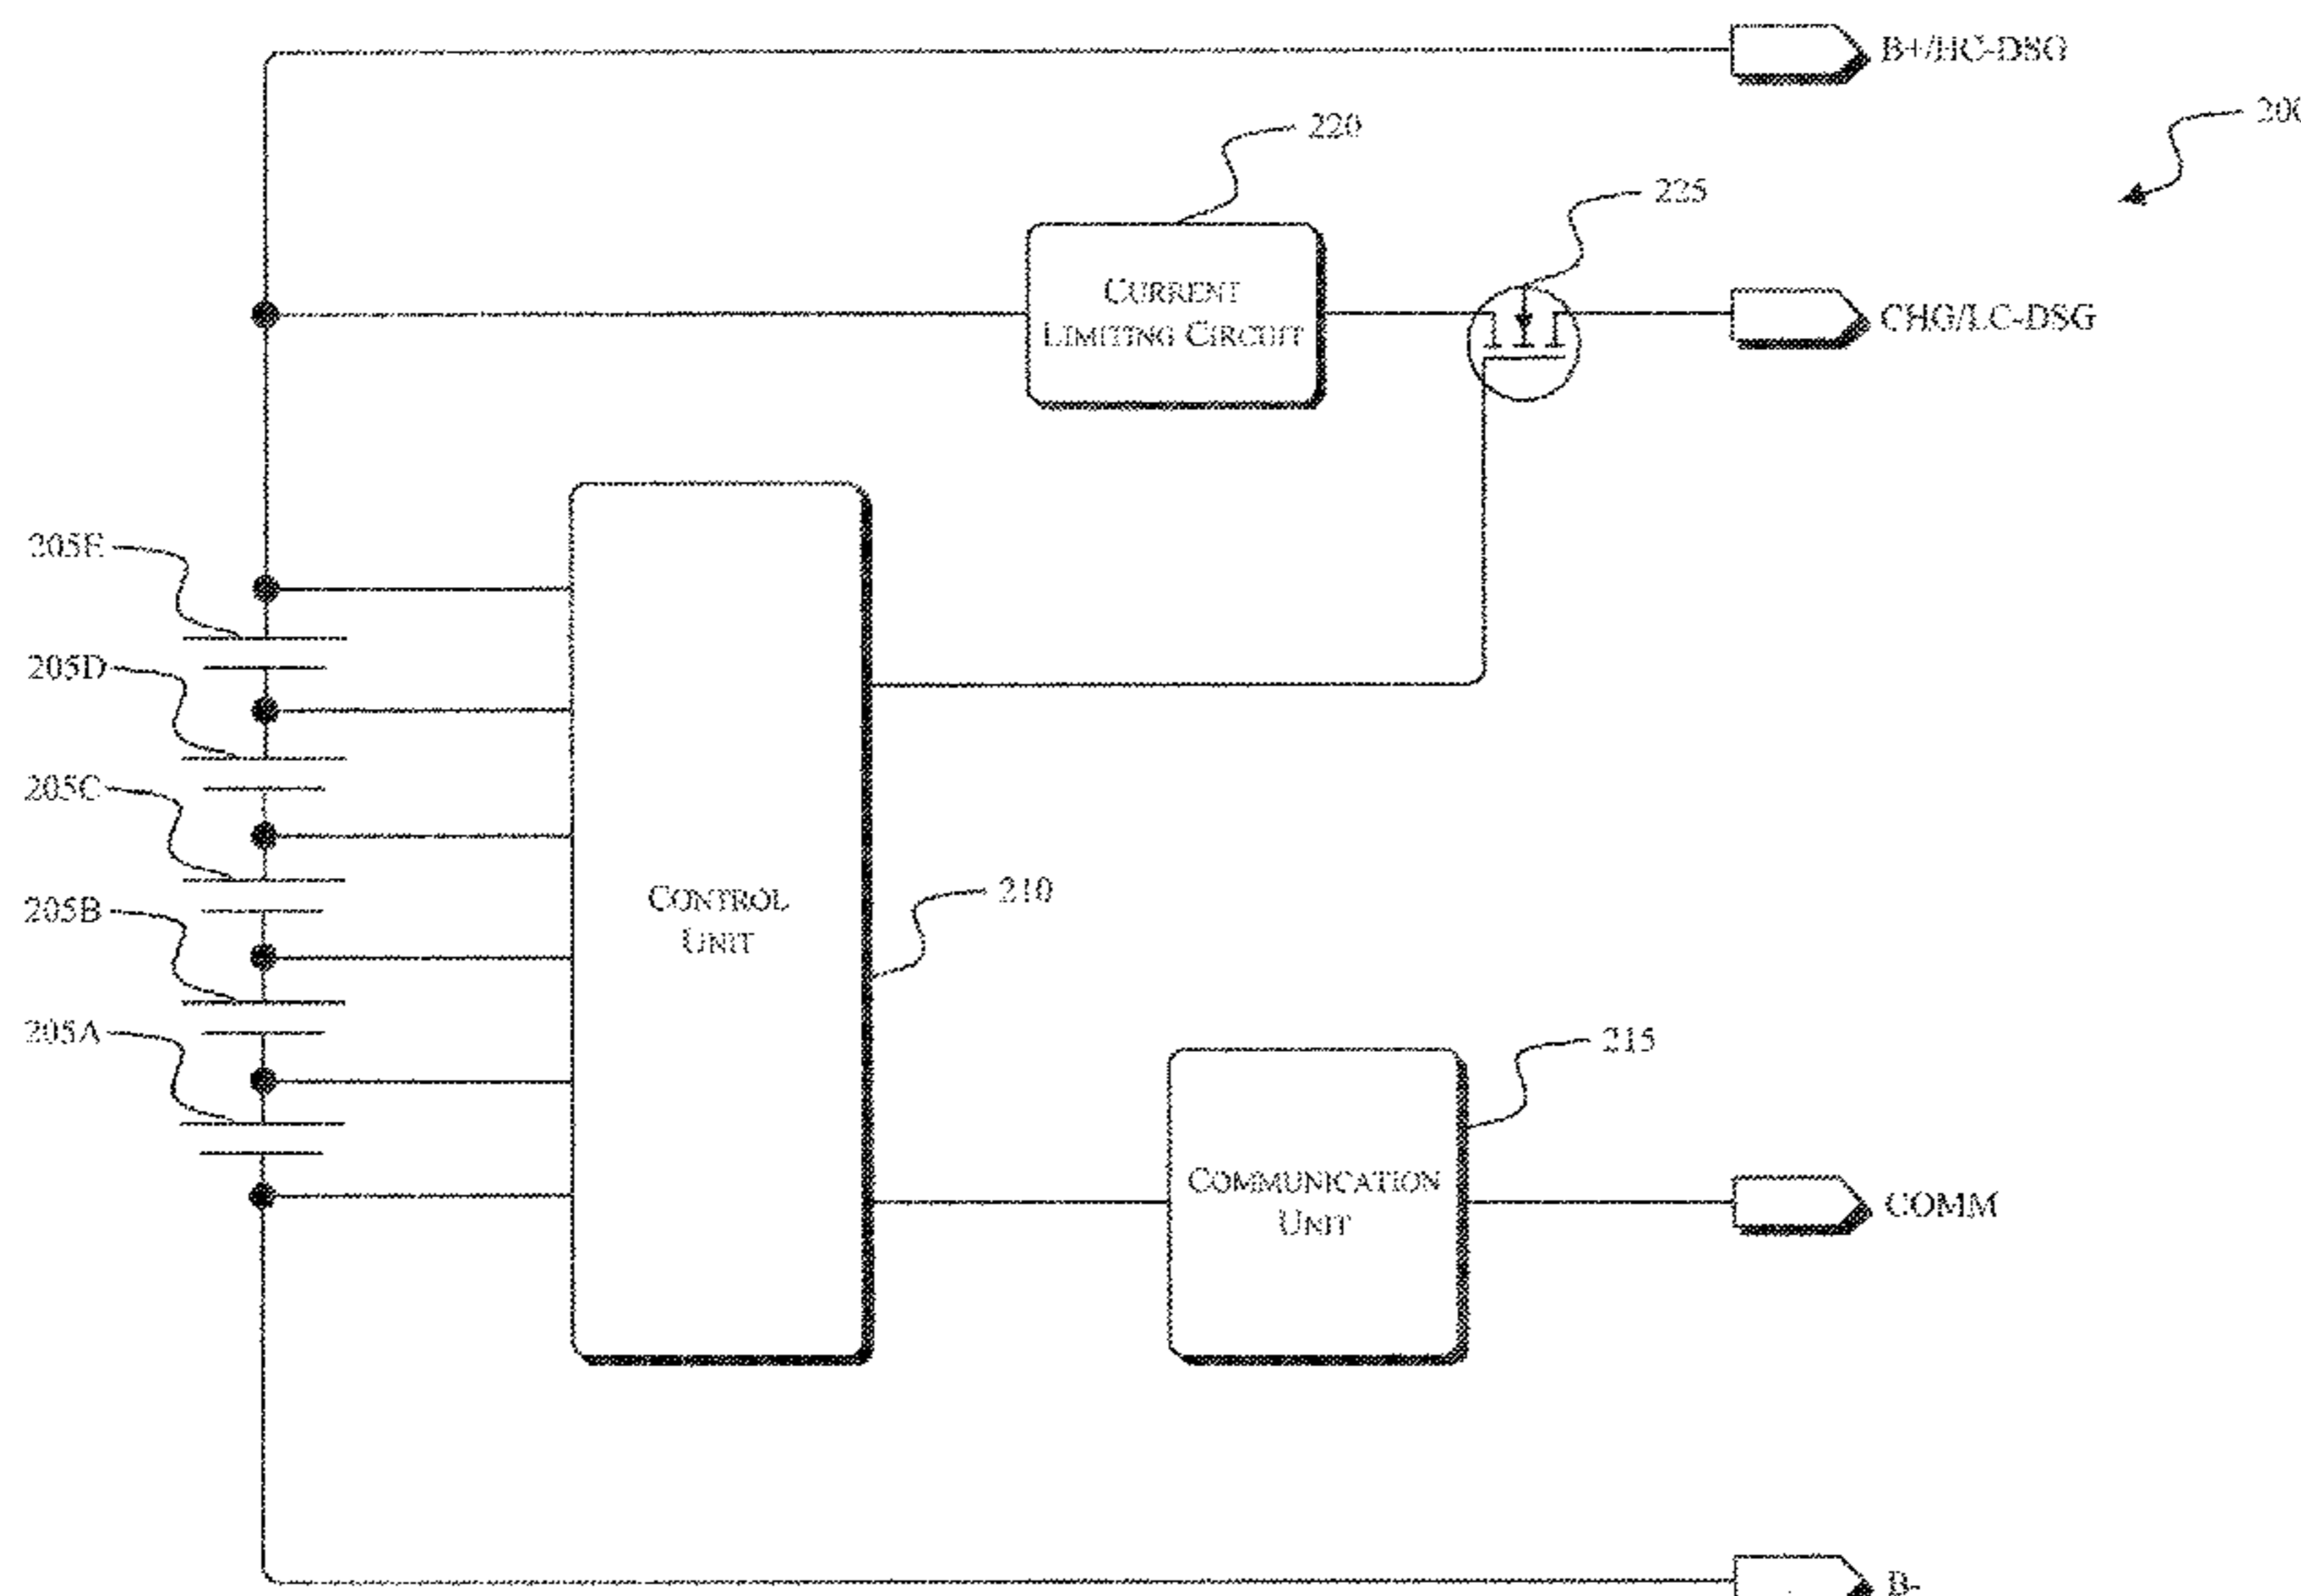 B+/HC-DSG
200
220
225
CURRENT
LIMITING CIRCUIT
CHG/LC-DSG
205E
205D
205C
205B
205A
CONTROL
UNIT
210
215
COMMUNICATION
UNIT
COMM
B-